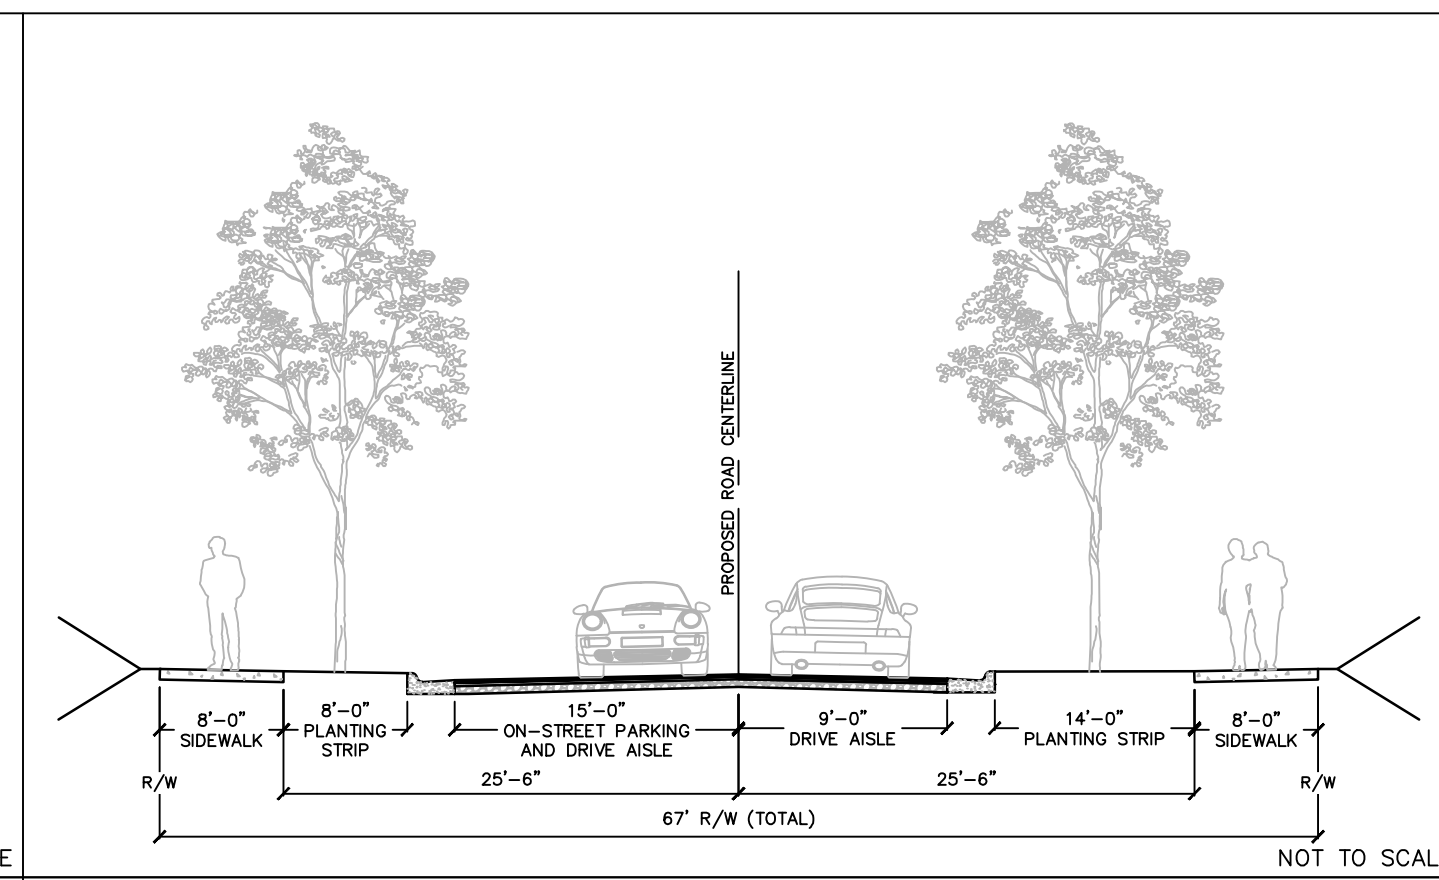 PROPOSED ROAD CENTERLINE
8'-0"
SIDEWALK
8'-0"
PLANTING
STRIP
15'-0"
ON-STREET PARKING
AND DRIVE AISLE
9'-0"
DRIVE AISLE
14'-0"
PLANTING STRIP
8'-0"
SIDEWALK
R/W
25'-6"
25'-6"
R/W
67' R/W (TOTAL)
E
NOT TO SCAL